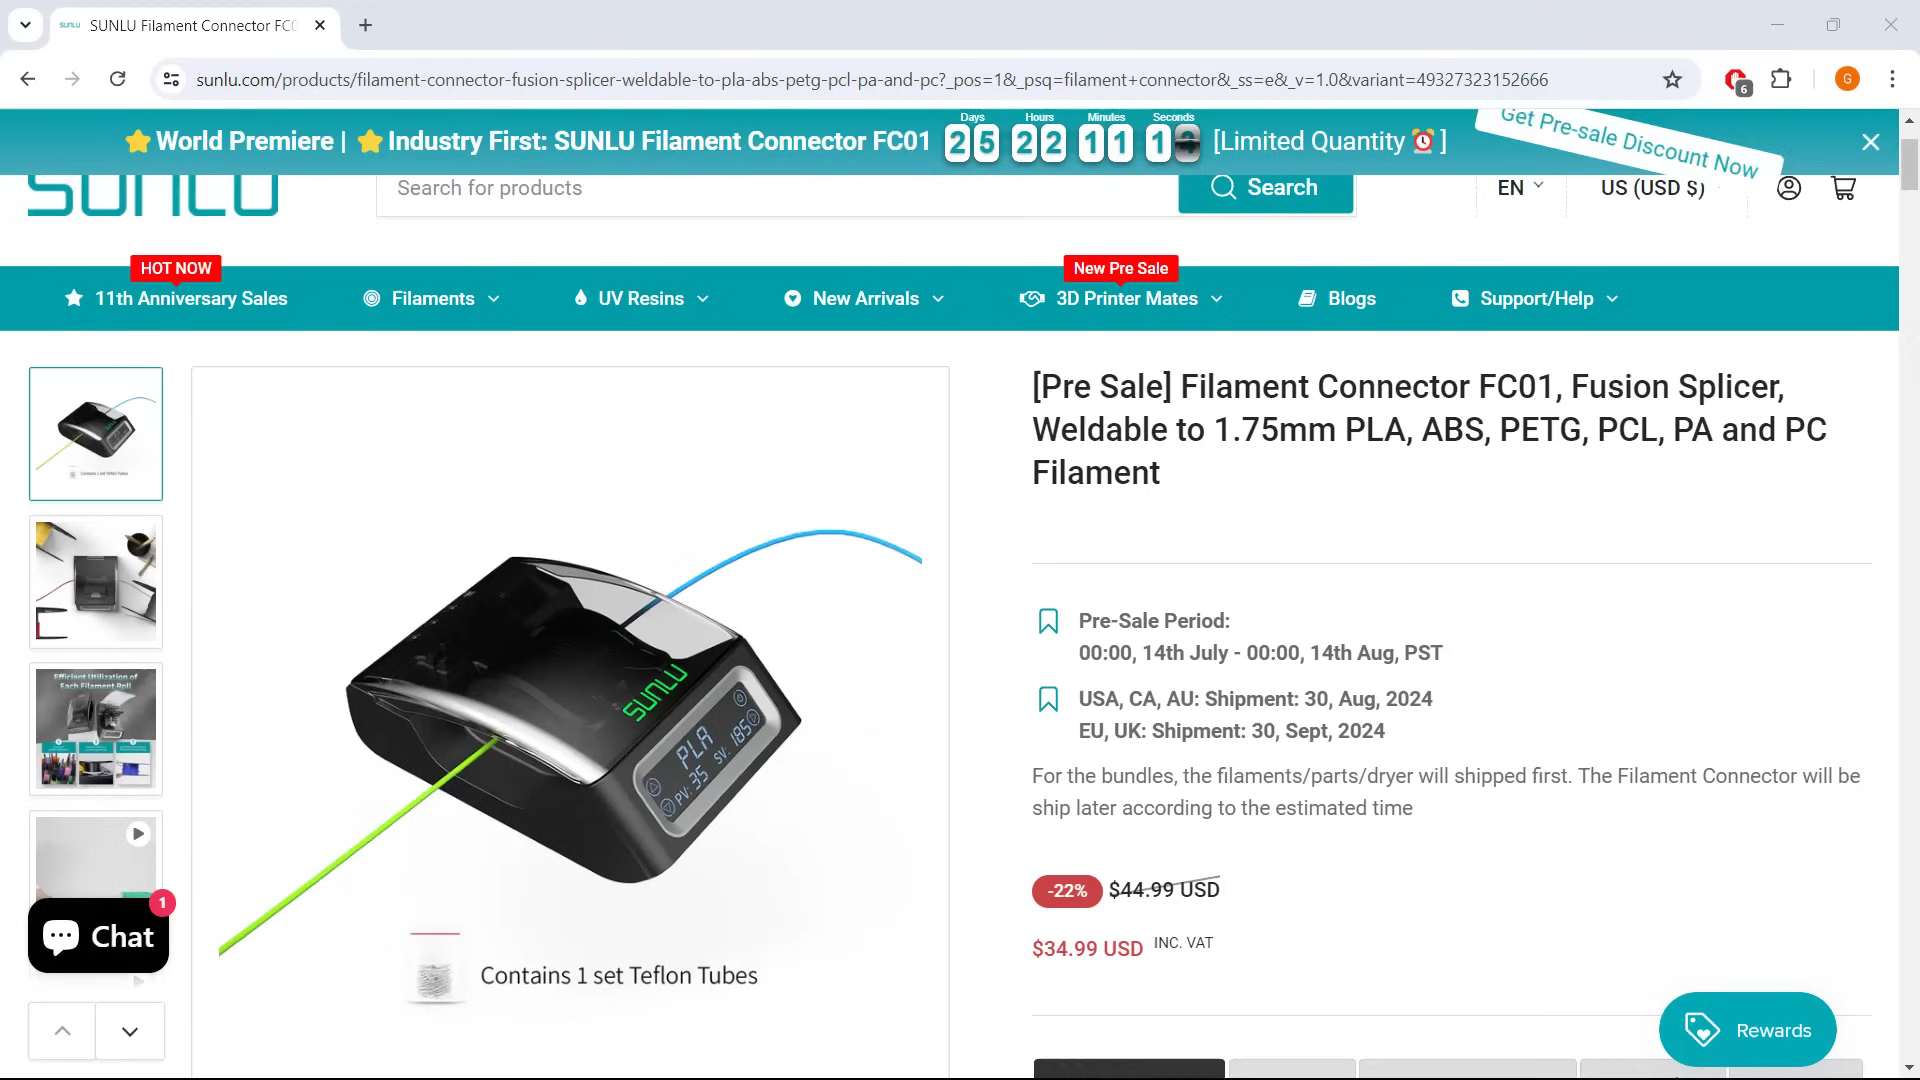 SUNLU Filament Connector FC0
sunlu.com/products/filament-connector-fusion-splicer-weldable-to-pla-abs-petg-pcl-pa-and-pc?_pos=1&_psq=filament+connector&_ss=e&_v=1.0&variant=49327323152666
G
6
⭐World Premiere | ⭐Industry First: SUNLU Filament Connector FC01
Days Hours Minutes Seconds
25 22 11 1
[Limited Quantity ⏰]
Get Pre-sale Discount Now
SUNLU
Search for products
Search
EN
US (USD $)
HOT NOW
New Pre Sale
11th Anniversary Sales
Filaments
UV Resins
New Arrivals
3D Printer Mates
Blogs
Support/Help
[Pre Sale] Filament Connector FC01, Fusion Splicer,
Weldable to 1.75mm PLA, ABS, PETG, PCL, PA and PC
Filament
Pre-Sale Period:
00:00, 14th July - 00:00, 14th Aug, PST
USA, CA, AU: Shipment: 30, Aug, 2024
EU, UK: Shipment: 30, Sept, 2024
For the bundles, the filaments/parts/dryer will shipped first. The Filament Connector will be
ship later according to the estimated time
-22% $44.99 USD
$34.99 USD INC. VAT
SUNLU
PLA
PV: 35 SV: 185
Contains 1 set Teflon Tubes
Efficient Utilization of
Each Filament Roll
Contains 1 set Teflon Tubes
1
Chat
Rewards